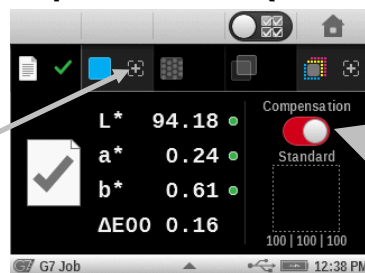 Compensation
L* 94.18
a* 0.24
b* 0.61
ΔE00 0.16
Standard
100 | 100 | 100
G7 G7 Job
12:38 PM